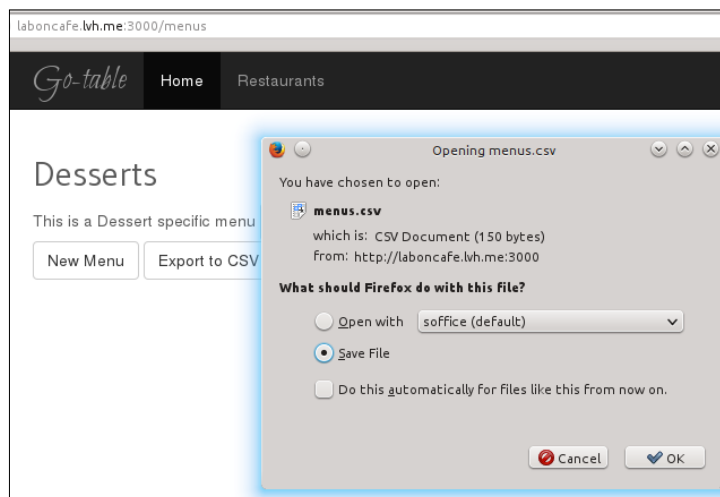 laboncafe.lvh.me:3000/menus
Go-table Home Restaurants
Opening menus.csv
Desserts
This is a Dessert specific menu
New Menu Export to CSV
You have chosen to open:
menus.csv
which is: CSV Document (150 bytes)
from: http://laboncafe.lvh.me:3000
What should Firefox do with this file?
Open with soffice (default)
Save File
Do this automatically for files like this from now on.
Cancel OK